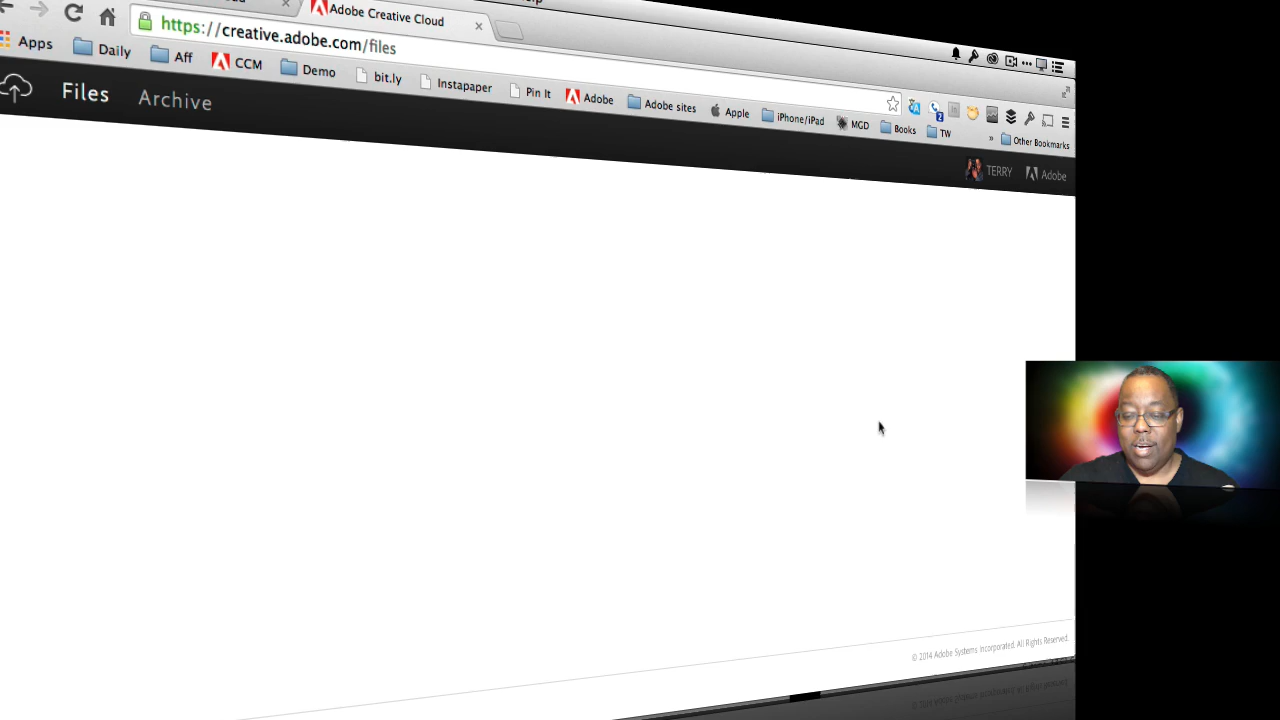 Adobe Creative Cloud
https://creative.adobe.com/files
Apps Daily Aff CCM Demo bit.ly Instapaper Pin It Adobe Adobe sites Apple iPhone/iPad MGD Books TW » Other Bookmarks
Files Archive
TERRY Adobe
© 2014 Adobe Systems Incorporated. All Rights Reserved.